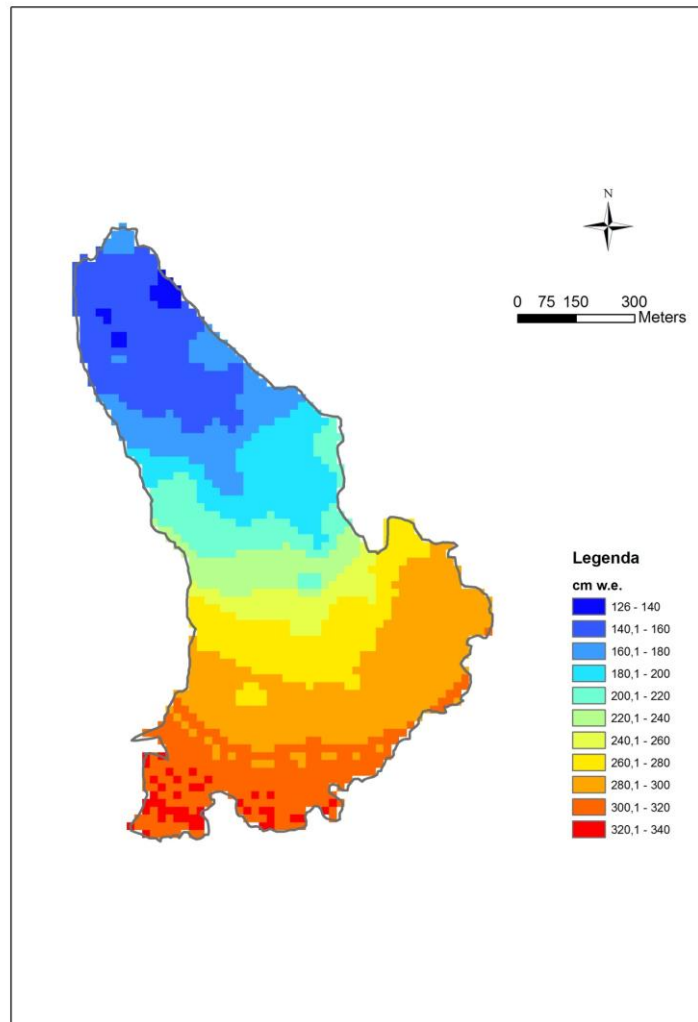 N
0 75 150 300
Meters
Legenda
cm w.e.
126 - 140
140,1 - 160
160,1 - 180
180,1 - 200
200,1 - 220
220,1 - 240
240,1 - 260
260,1 - 280
280,1 - 300
300,1 - 320
320,1 - 340